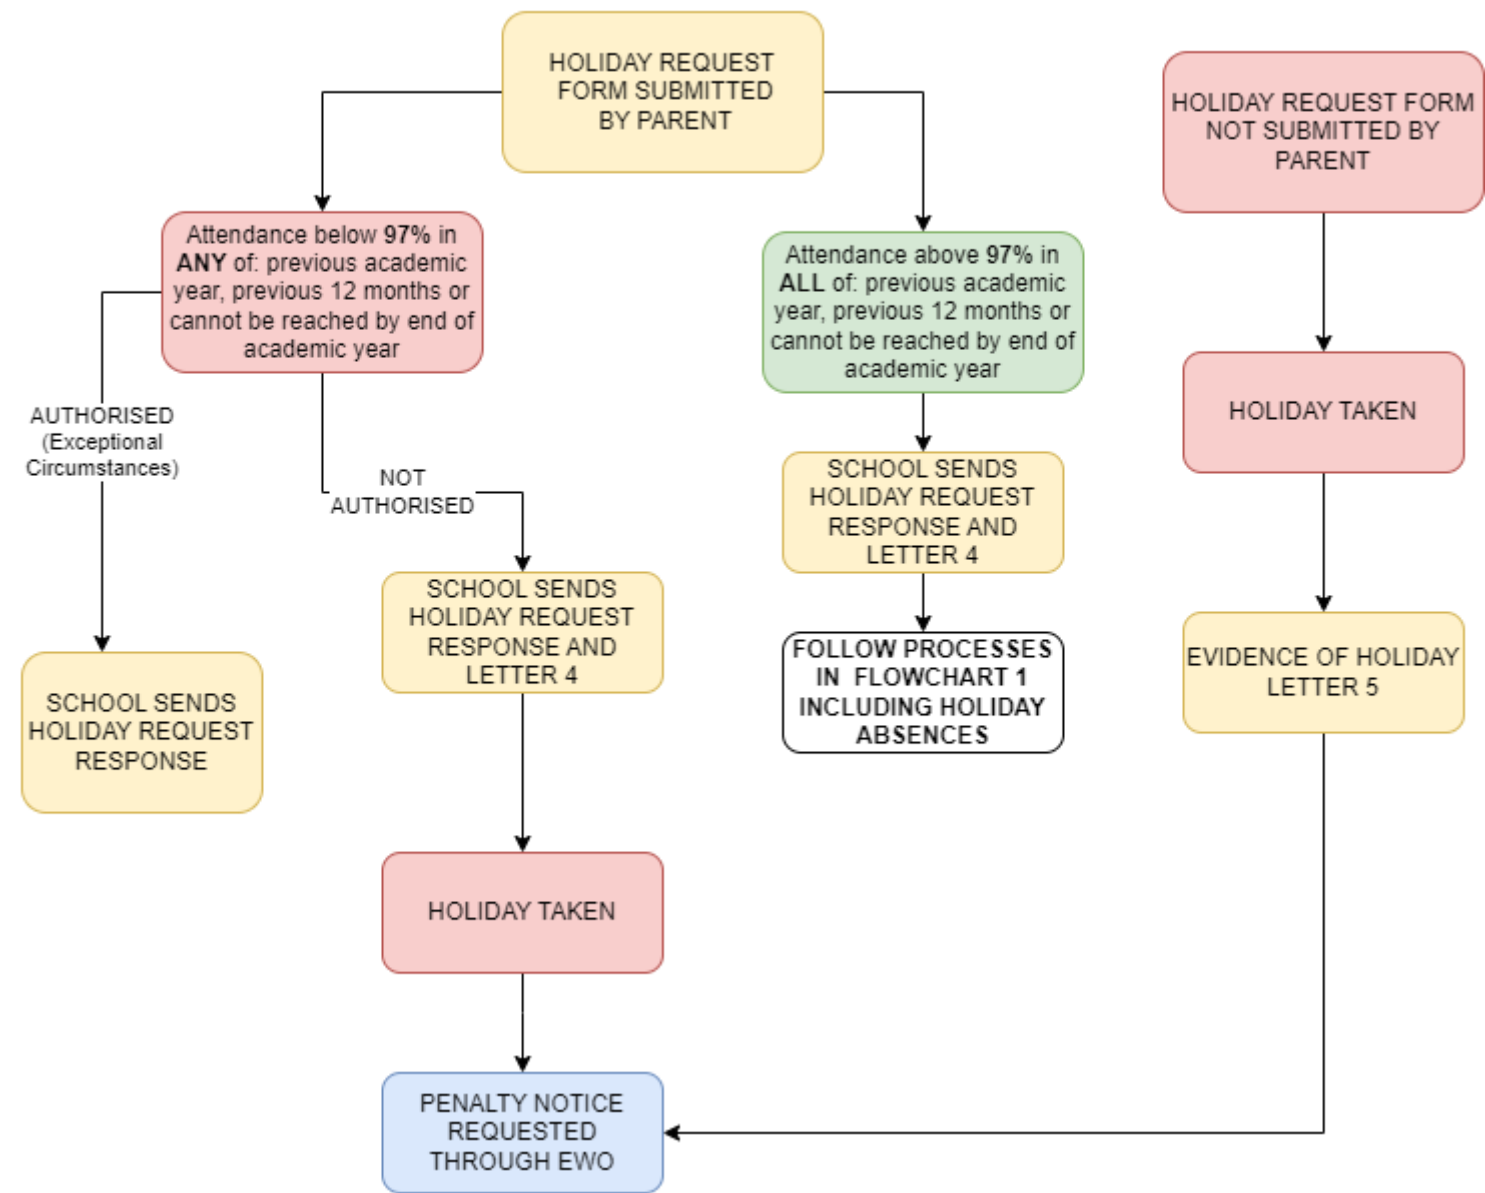 HOLIDAY REQUEST
FORM SUBMITTED
BY PARENT
HOLIDAY REQUEST FORM
NOT SUBMITTED BY
PARENT
Attendance below 97% in
ANY of: previous academic
year, previous 12 months or
cannot be reached by end of
academic year
Attendance above 97% in
ALL of: previous academic
year, previous 12 months or
cannot be reached by end of
academic year
HOLIDAY TAKEN
AUTHORISED
(Exceptional
Circumstances)
NOT
AUTHORISED
SCHOOL SENDS
HOLIDAY REQUEST
RESPONSE AND
LETTER 4
SCHOOL SENDS
HOLIDAY REQUEST
RESPONSE AND
LETTER 4
FOLLOW PROCESSES
IN FLOWCHART 1
INCLUDING HOLIDAY
ABSENCES
EVIDENCE OF HOLIDAY
LETTER 5
SCHOOL SENDS
HOLIDAY REQUEST
RESPONSE
HOLIDAY TAKEN
PENALTY NOTICE
REQUESTED
THROUGH EWO